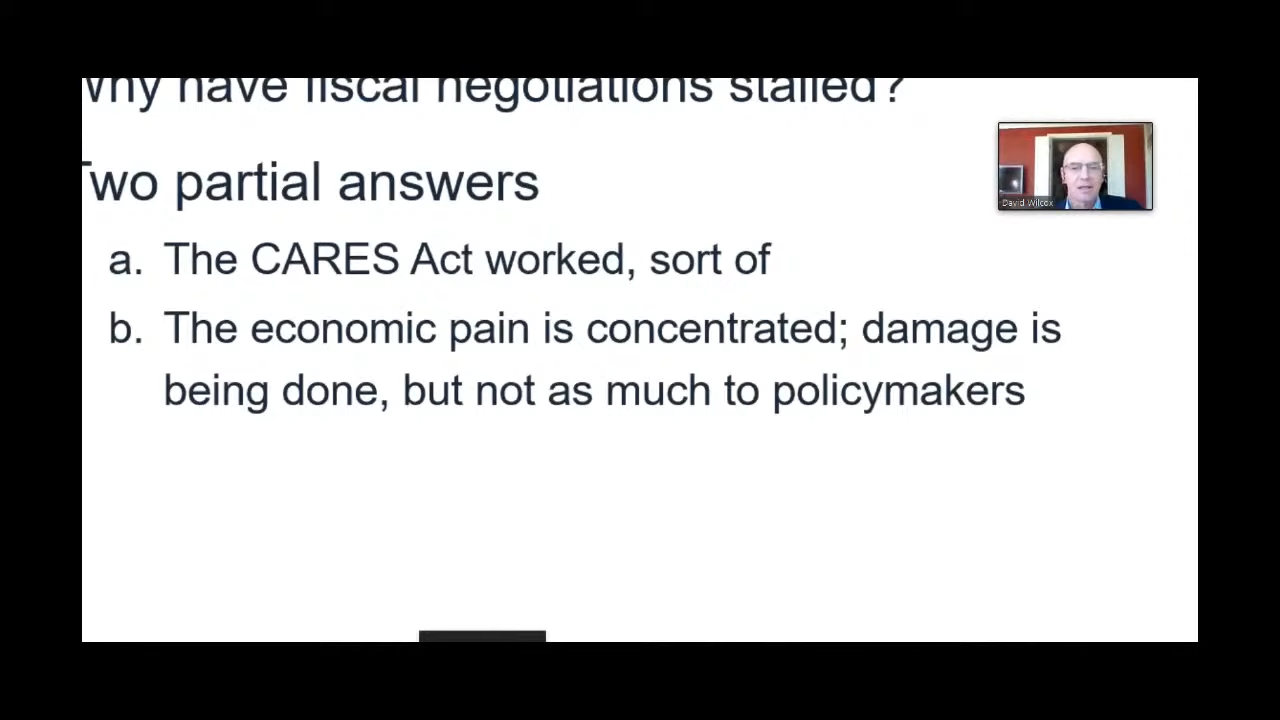 Why have fiscal negotiations stalled?
Two partial answers
David Wilcox
a. The CARES Act worked, sort of
b. The economic pain is concentrated; damage is
being done, but not as much to policymakers